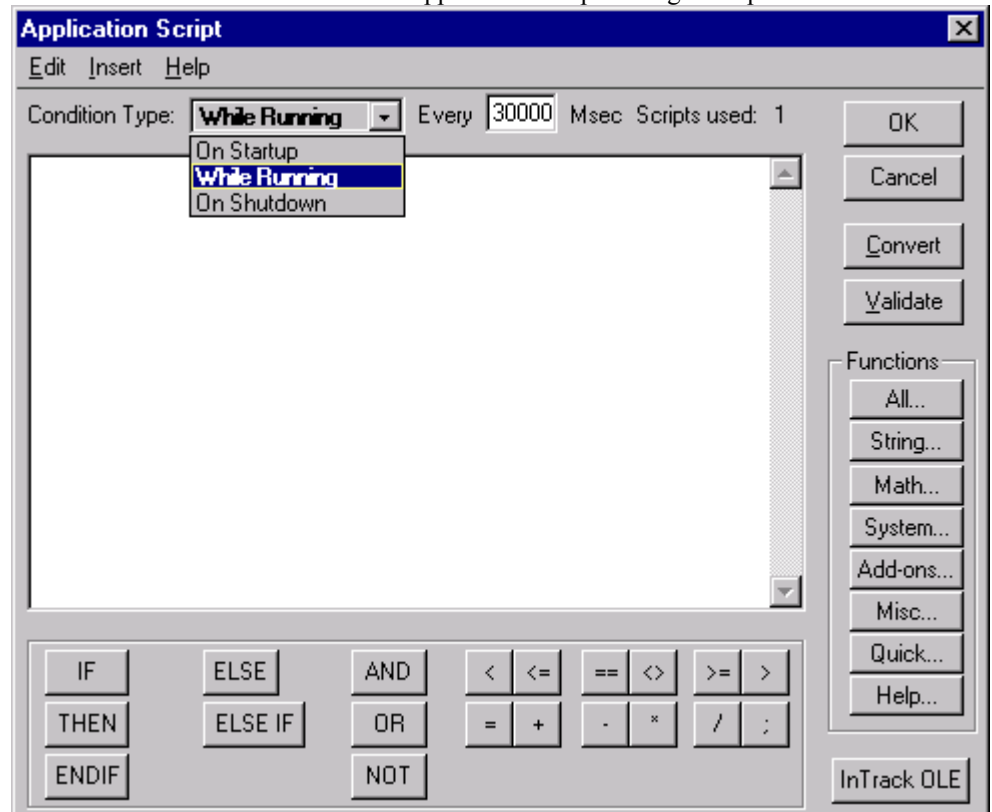 Application Script
Edit Insert Help
Condition Type: While Running Every 30000 Msec Scripts used: 1
On Startup
While Running
On Shutdown
OK
Cancel
Convert
Validate
Functions
All...
String...
Math...
System...
Add-ons...
Misc...
Quick...
Help...
IF ELSE AND < <= == <> >= >
THEN ELSE IF OR = + - * / ;
ENDIF NOT
InTrack OLE